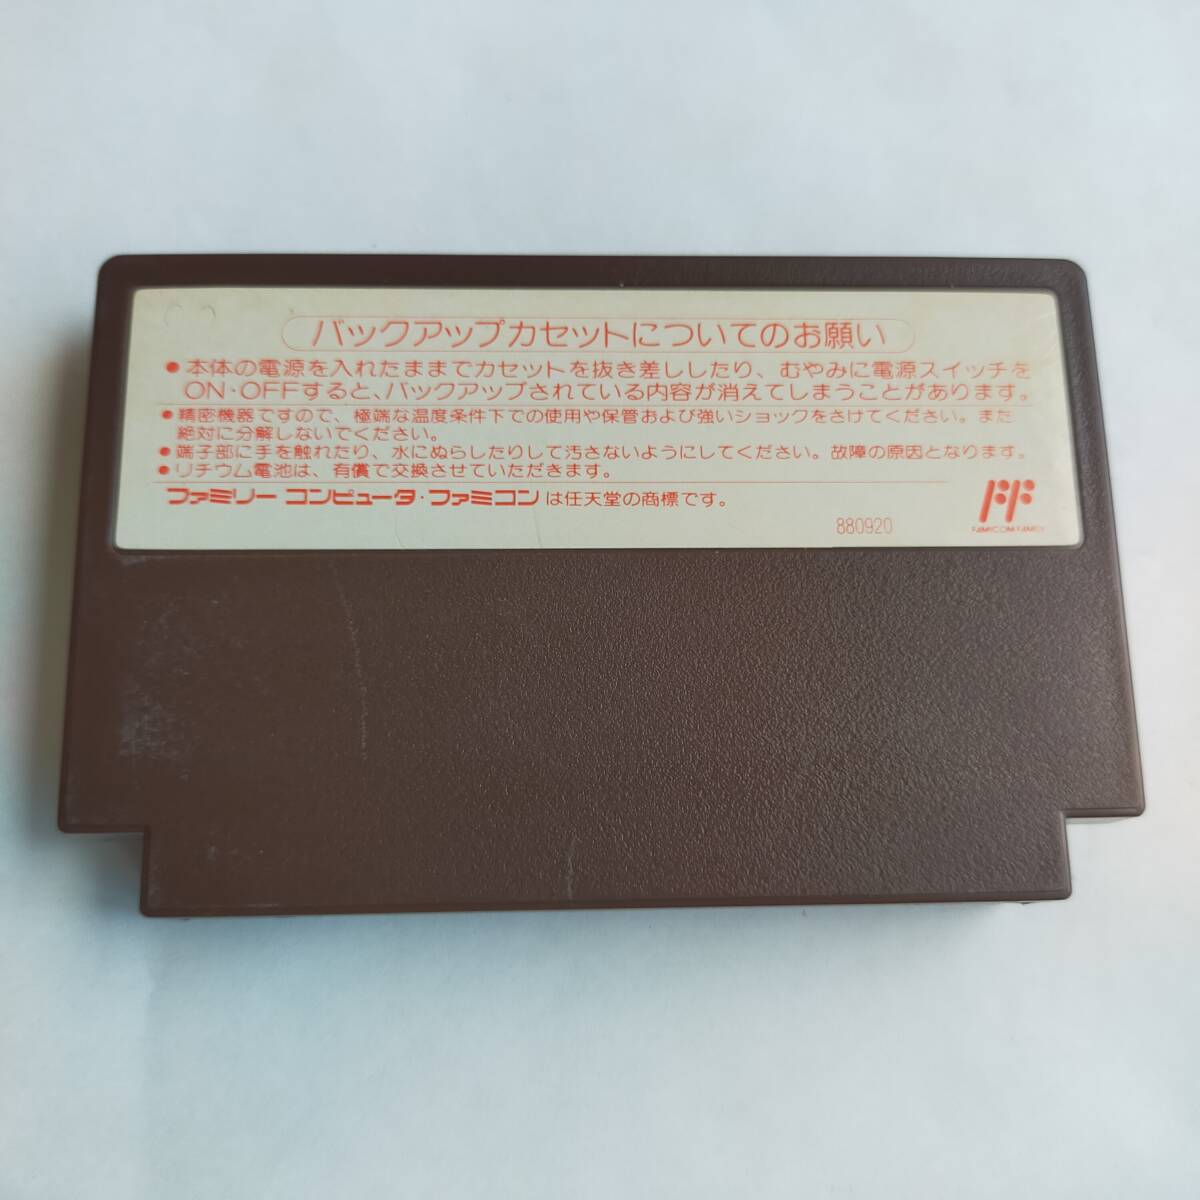 バックアップカセットについてのお願い
●本体の電源を入れたままでカセットを抜き差ししたり、むやみに電源スイッチを
ON・OFFすると、バックアップされている内容が消えてしまうことがあります。
●精密機器ですので、極端な温度条件下での使用や保管および強いショックをさけてください。また
絶対に分解しないでください。
●端子部に手を触れたり、水にぬらしたりして汚さないようにしてください。故障の原因となります。
●リチウム電池は、有償で交換させていただきます。
ファミリー コンピュータ・ファミコンは任天堂の商標です。
880920
FF
FAMICOM FAMILY